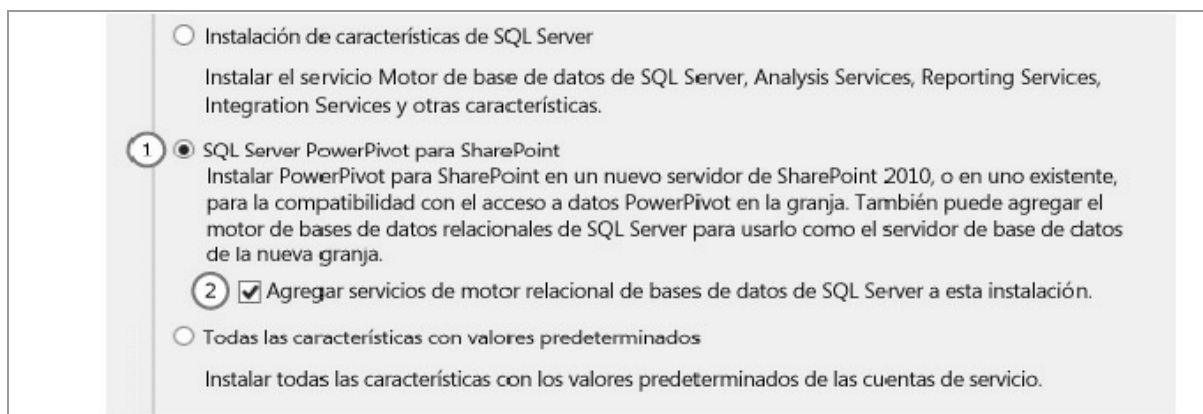 Instalación de características de SQL Server
Instalar el servicio Motor de base de datos de SQL Server, Analysis Services, Reporting Services,
Integration Services y otras características.
1 SQL Server PowerPivot para SharePoint
Instalar PowerPivot para SharePoint en un nuevo servidor de SharePoint 2010, o en uno existente,
para la compatibilidad con el acceso a datos PowerPivot en la granja. También puede agregar el
motor de bases de datos relacionales de SQL Server para usarlo como el servidor de base de datos
de la nueva granja.
2 Agregar servicios de motor relacional de bases de datos de SQL Server a esta instalación.
Todas las características con valores predeterminados
Instalar todas las características con los valores predeterminados de las cuentas de servicio.